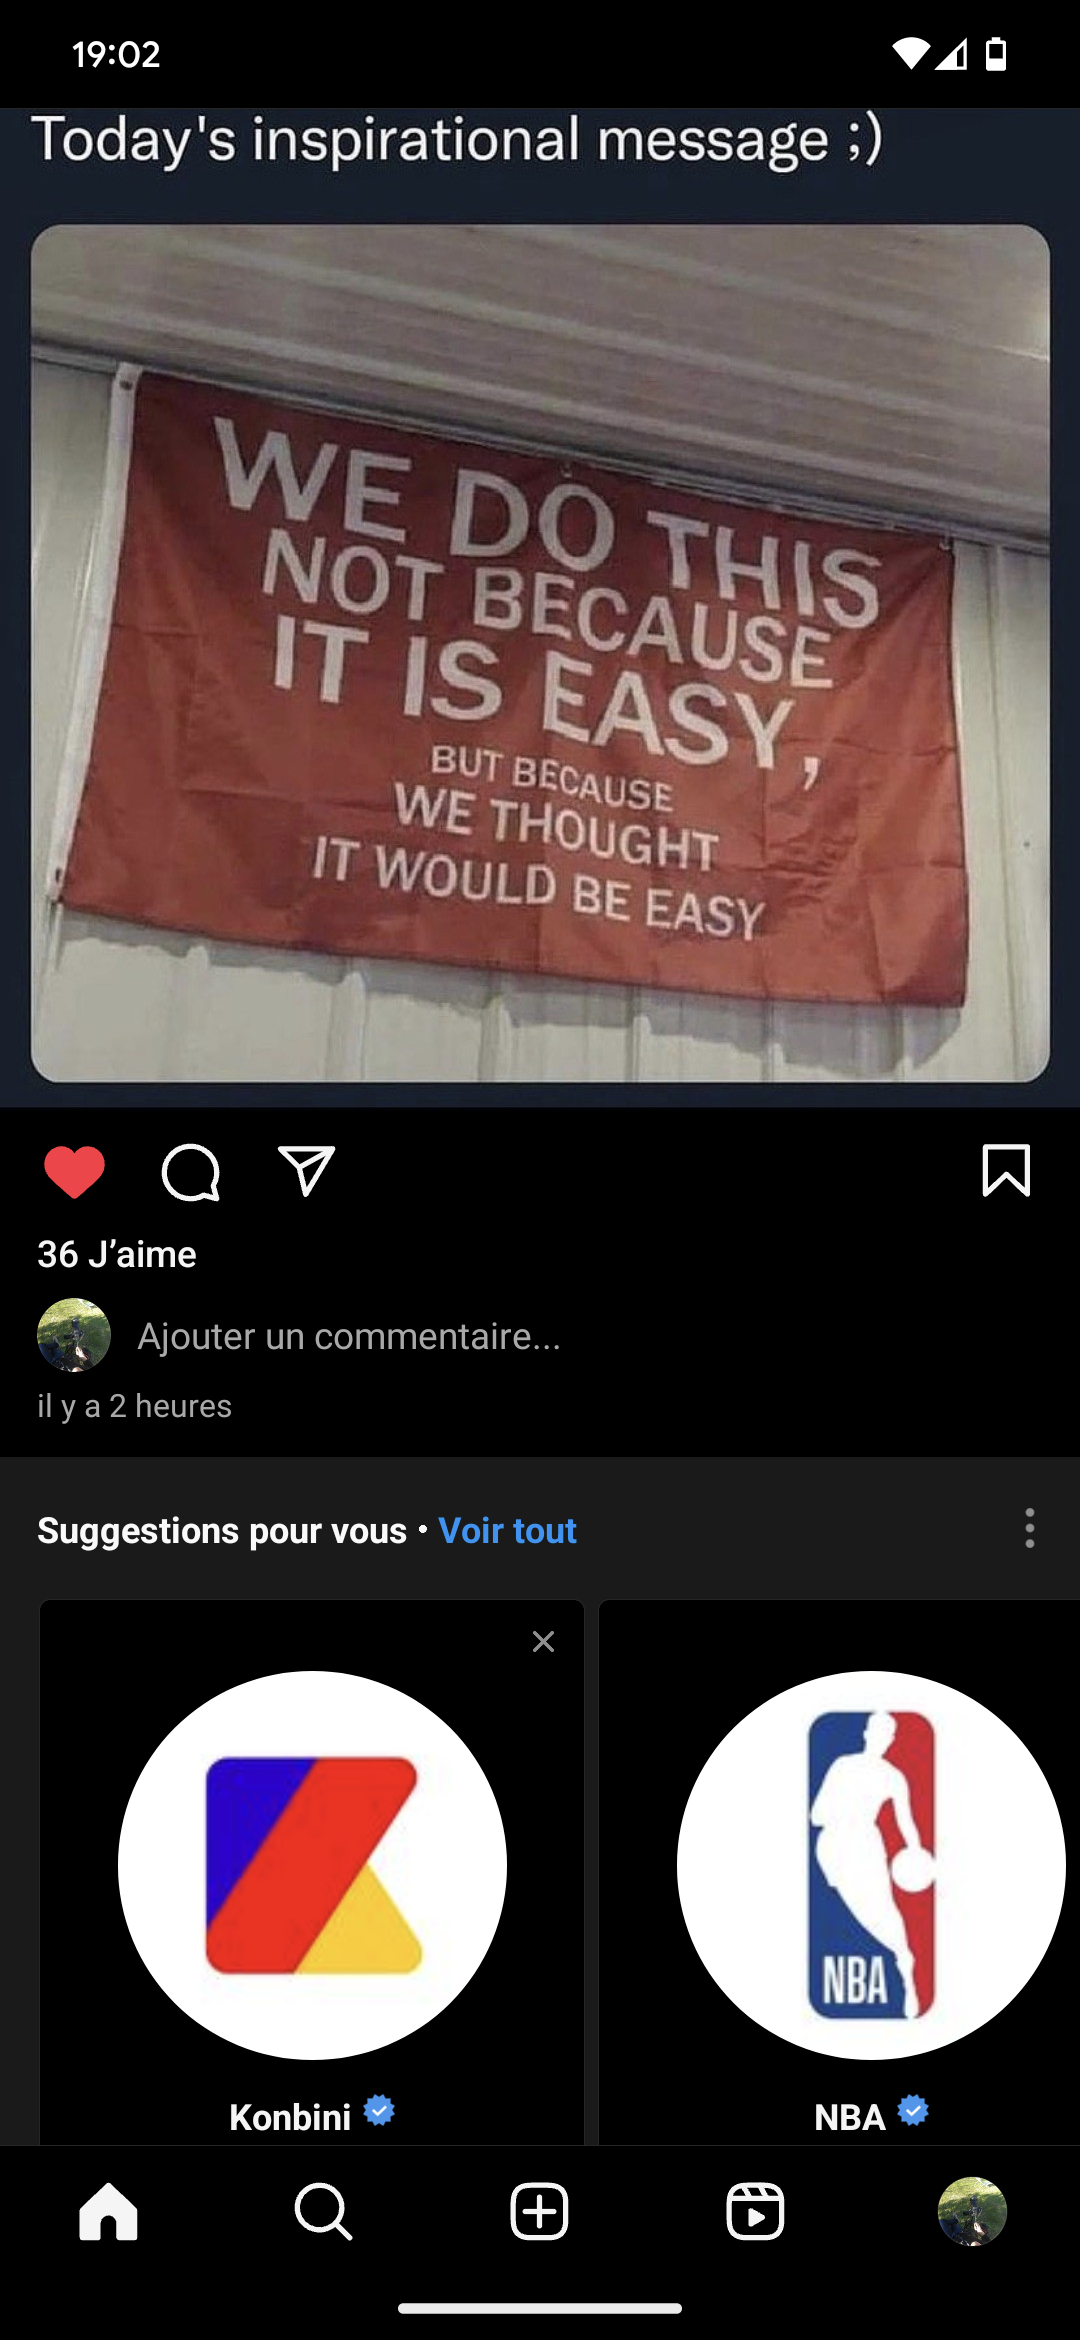 19:02
Today's inspirational message ;)
WE DO THIS
NOT BECAUSE
IT IS EASY,
BUT BECAUSE
WE THOUGHT
IT WOULD BE EASY
36 J’aime
Ajouter un commentaire...
il y a 2 heures
Suggestions pour vous • Voir tout
NBA
Konbini
NBA